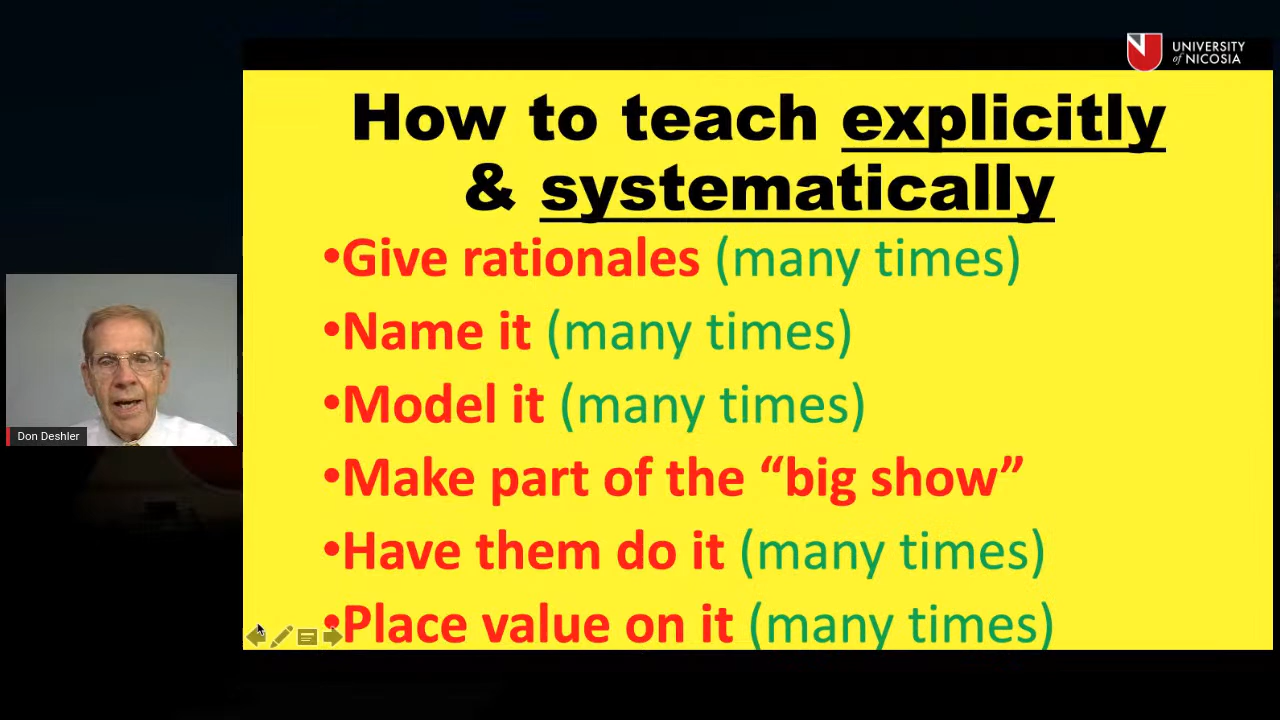 UNIVERSITY
of NICOSIA
How to teach explicitly
& systematically
•Give rationales (many times)
•Name it (many times)
•Model it (many times)
•Make part of the “big show”
•Have them do it (many times)
•Place value on it (many times)
Don Deshler